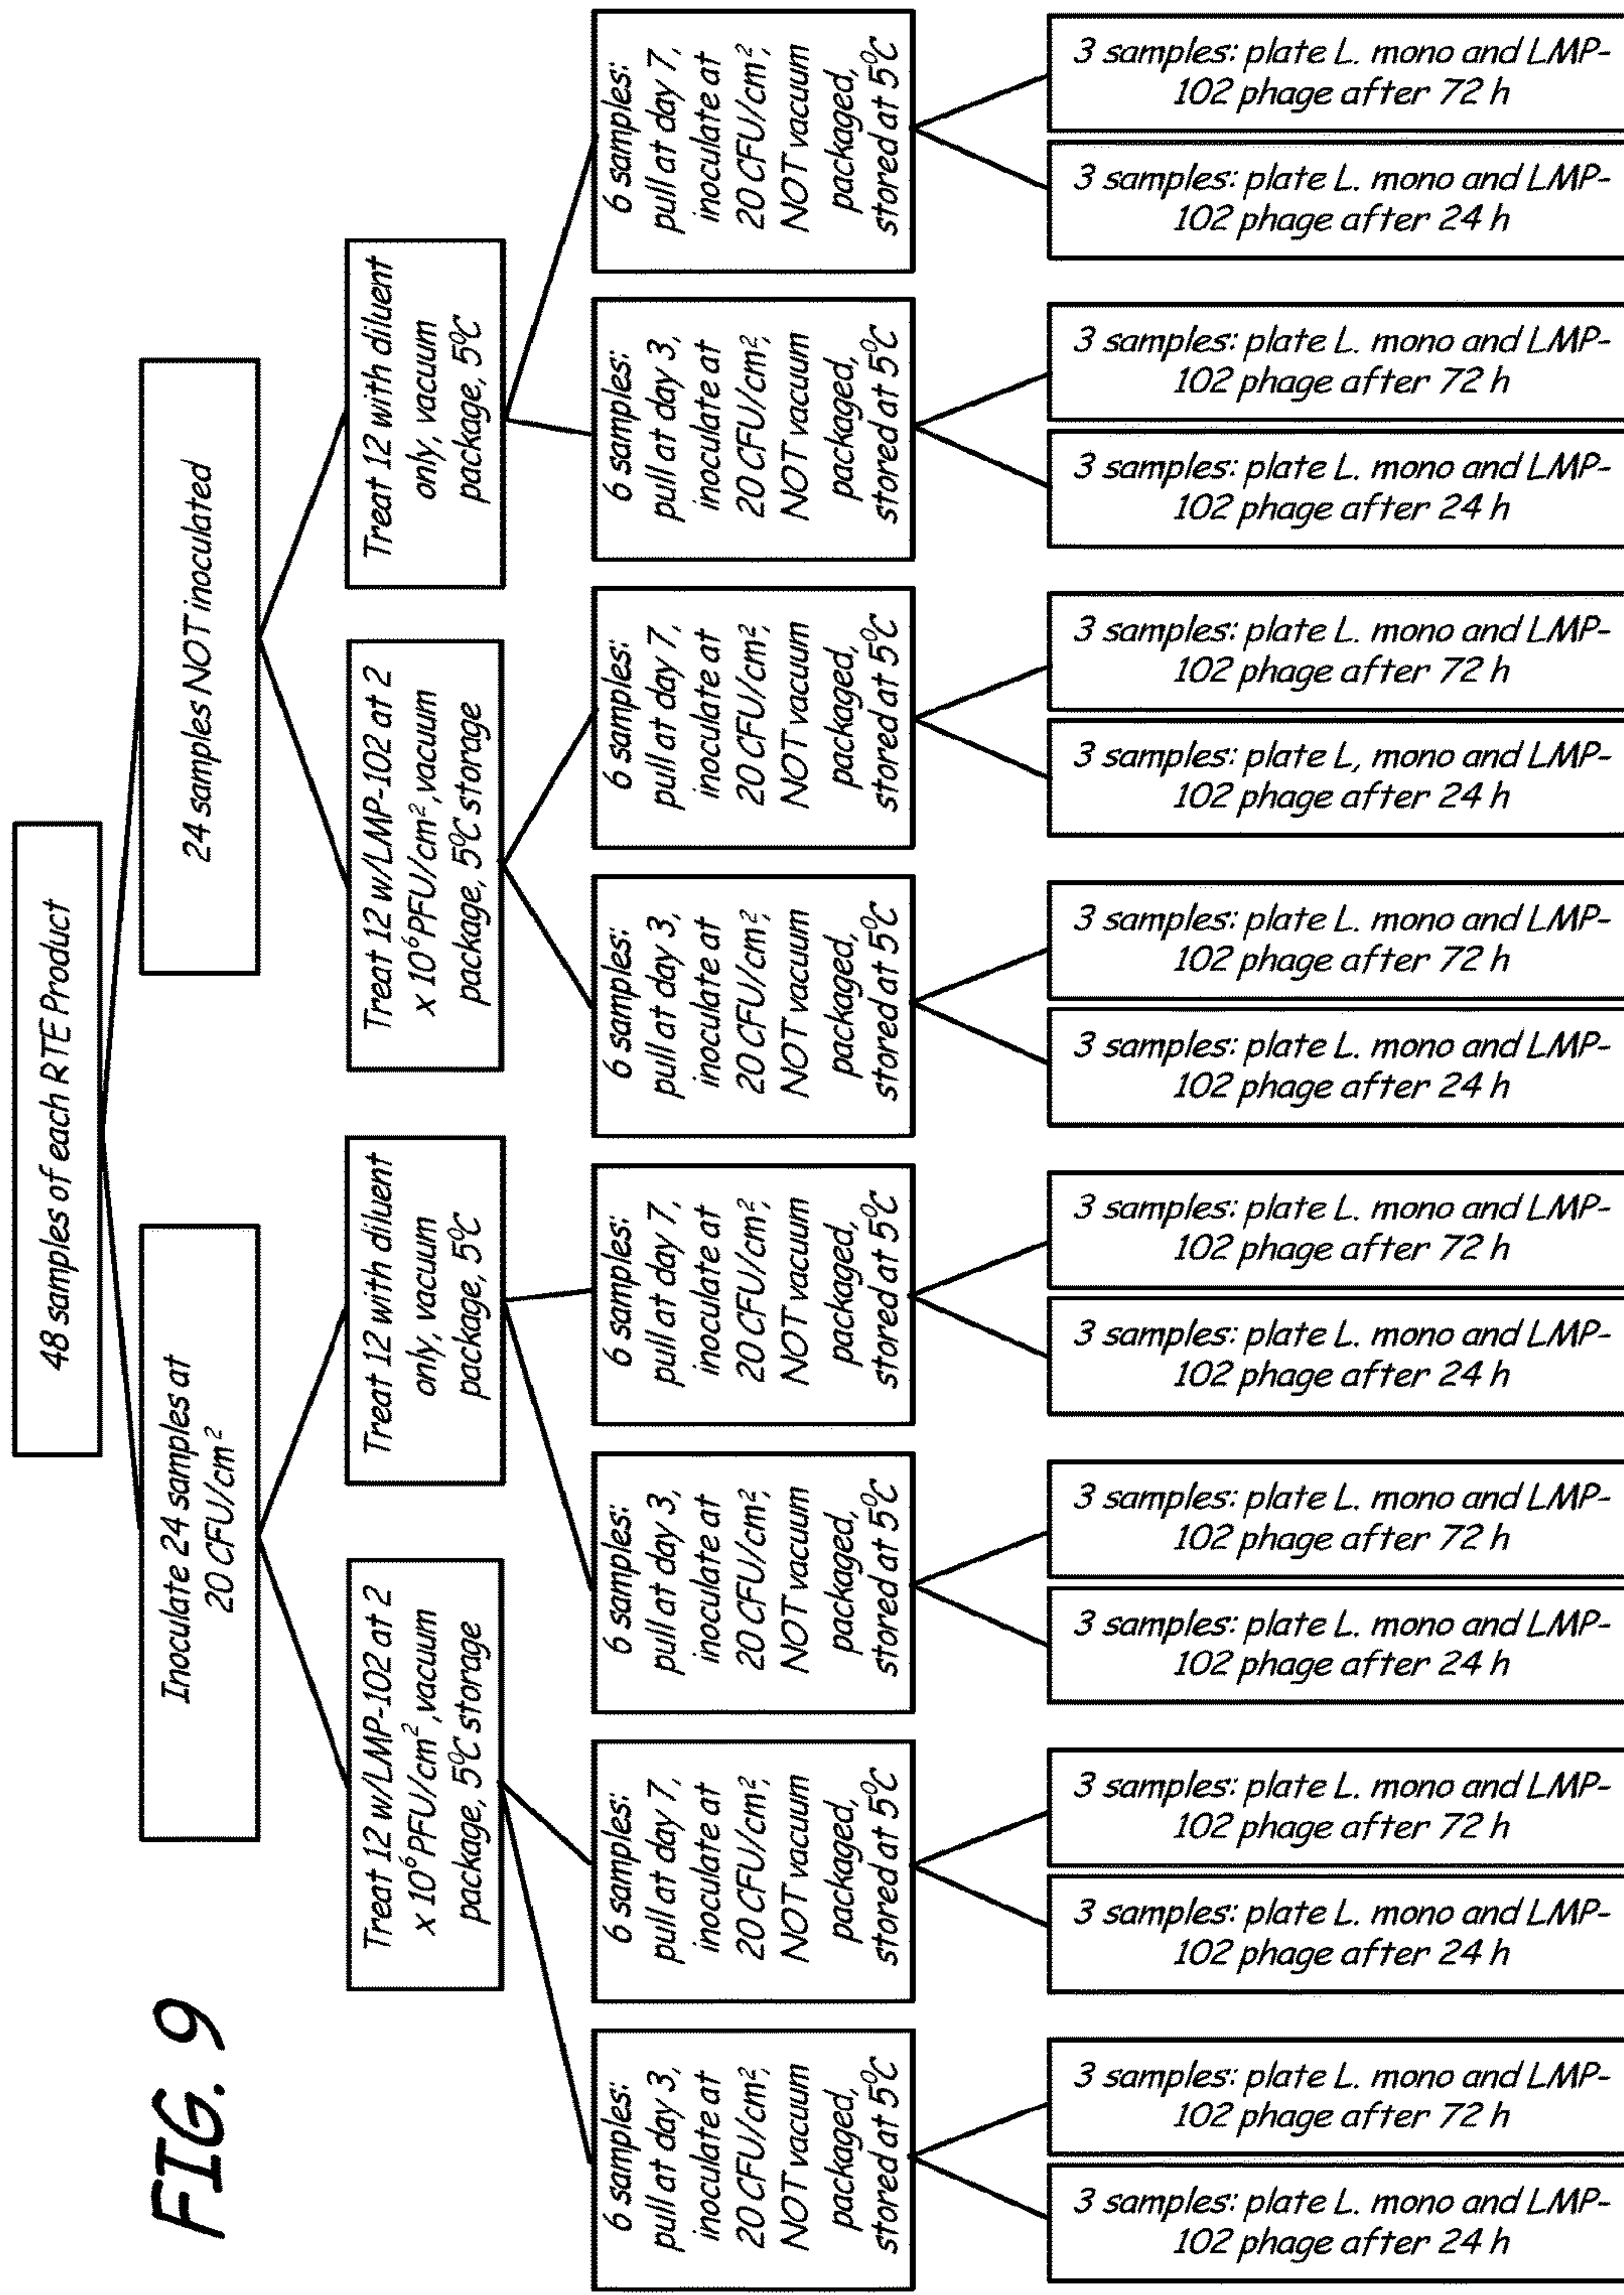 48 samples of each RTE Product
FIG. 9
Inoculate 24 samples at
20 CFU/cm²
24 samples NOT inoculated
Treat 12 w/LMP-102 at 2
x 10⁶ PFU/cm² ,vacuum
package, 5⁰C storage
Treat 12 with diluent
only, vacuum
package, 5⁰C
Treat 12 w/LMP-102 at 2
x 10⁶ PFU/cm² ,vacuum
package, 5⁰C storage
Treat 12 with diluent
only, vacuum
package, 5⁰C
6 samples:
pull at day 3,
inoculate at
20 CFU/cm²;
NOT vacuum
packaged,
stored at 5⁰C
6 samples:
pull at day 7,
inoculate at
20 CFU/cm²;
NOT vacuum
packaged,
stored at 5⁰C
6 samples:
pull at day 3,
inoculate at
20 CFU/cm²;
NOT vacuum
packaged,
stored at 5⁰C
6 samples:
pull at day 7,
inoculate at
20 CFU/cm²;
NOT vacuum
packaged,
stored at 5⁰C
6 samples:
pull at day 3,
inoculate at
20 CFU/cm²;
NOT vacuum
packaged,
stored at 5⁰C
6 samples:
pull at day 7,
inoculate at
20 CFU/cm²;
NOT vacuum
packaged,
stored at 5⁰C
6 samples:
pull at day 3,
inoculate at
20 CFU/cm²;
NOT vacuum
packaged,
stored at 5⁰C
6 samples:
pull at day 7,
inoculate at
20 CFU/cm²;
NOT vacuum
packaged,
stored at 5⁰C
3 samples: plate L. mono and LMP-
102 phage after 24 h
3 samples: plate L. mono and LMP-
102 phage after 72 h
3 samples: plate L. mono and LMP-
102 phage after 24 h
3 samples: plate L. mono and LMP-
102 phage after 72 h
3 samples: plate L. mono and LMP-
102 phage after 24 h
3 samples: plate L. mono and LMP-
102 phage after 72 h
3 samples: plate L. mono and LMP-
102 phage after 24 h
3 samples: plate L. mono and LMP-
102 phage after 72 h
3 samples: plate L. mono and LMP-
102 phage after 24 h
3 samples: plate L. mono and LMP-
102 phage after 72 h
3 samples: plate L, mono and LMP-
102 phage after 24 h
3 samples: plate L. mono and LMP-
102 phage after 72 h
3 samples: plate L. mono and LMP-
102 phage after 24 h
3 samples: plate L. mono and LMP-
102 phage after 72 h
3 samples: plate L. mono and LMP-
102 phage after 24 h
3 samples: plate L. mono and LMP-
102 phage after 72 h